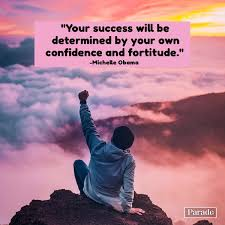 "Your success will be
determined by your own
confidence and fortitude."
-Michelle Obama
Parade